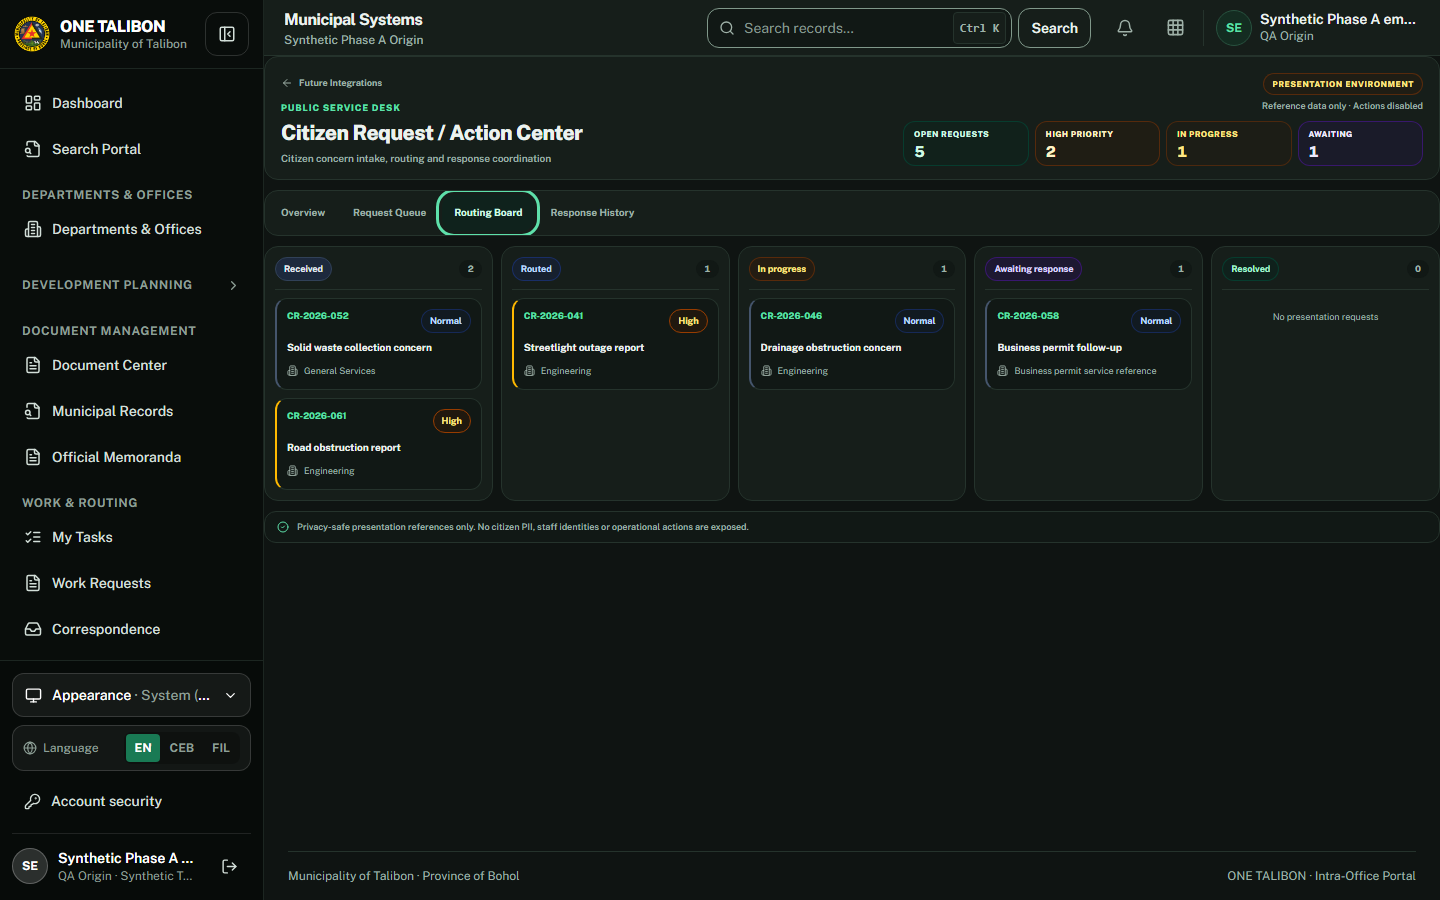 ONE TALIBON
Municipality of Talibon
Dashboard
Search Portal
DEPARTMENTS & OFFICES
Departments & Offices
DEVELOPMENT PLANNING
DOCUMENT MANAGEMENT
Document Center
Municipal Records
Official Memoranda
WORK & ROUTING
My Tasks
Work Requests
Correspondence
Appearance · System (...
Language EN CEB FIL
Account security
SE Synthetic Phase A ...
QA Origin · Synthetic T...
Municipal Systems
Synthetic Phase A Origin
Search records... Ctrl K Search
SE Synthetic Phase A em...
QA Origin
Future Integrations
PUBLIC SERVICE DESK
Citizen Request / Action Center
Citizen concern intake, routing and response coordination
PRESENTATION ENVIRONMENT
Reference data only · Actions disabled
OPEN REQUESTS
5
HIGH PRIORITY
2
IN PROGRESS
1
AWAITING
1
Overview Request Queue Routing Board Response History
Received 2
CR-2026-052 Normal
Solid waste collection concern
General Services
CR-2026-061 High
Road obstruction report
Engineering
Routed 1
CR-2026-041 High
Streetlight outage report
Engineering
In progress 1
CR-2026-046 Normal
Drainage obstruction concern
Engineering
Awaiting response 1
CR-2026-058 Normal
Business permit follow-up
Business permit service reference
Resolved 0
No presentation requests
Privacy-safe presentation references only. No citizen PII, staff identities or operational actions are exposed.
Municipality of Talibon · Province of Bohol
ONE TALIBON · Intra-Office Portal